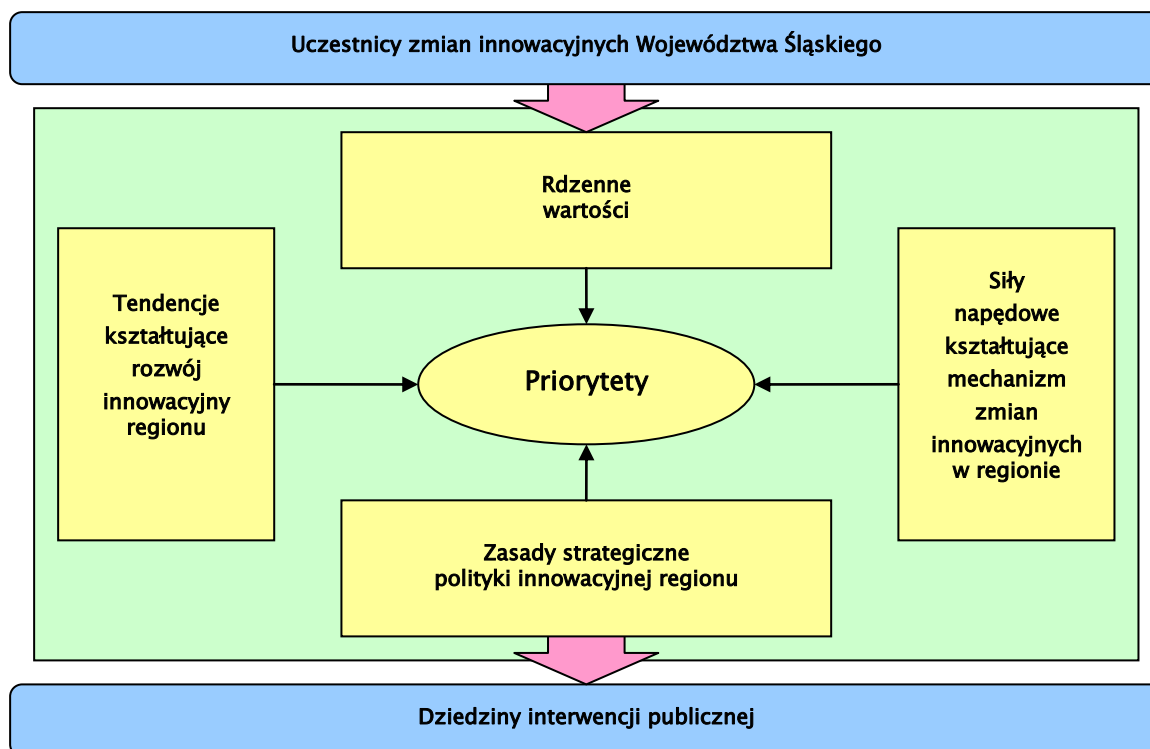 Uczestnicy zmian innowacyjnych Województwa Śląskiego
Rdzenne
wartości
Tendencje
kształtujące
rozwój
innowacyjny
regionu
Priorytety
Siły
napędowe
kształtujące
mechanizm
zmian
innowacyjnych
w regionie
Zasady strategiczne
polityki innowacyjnej regionu
Dziedziny interwencji publicznej